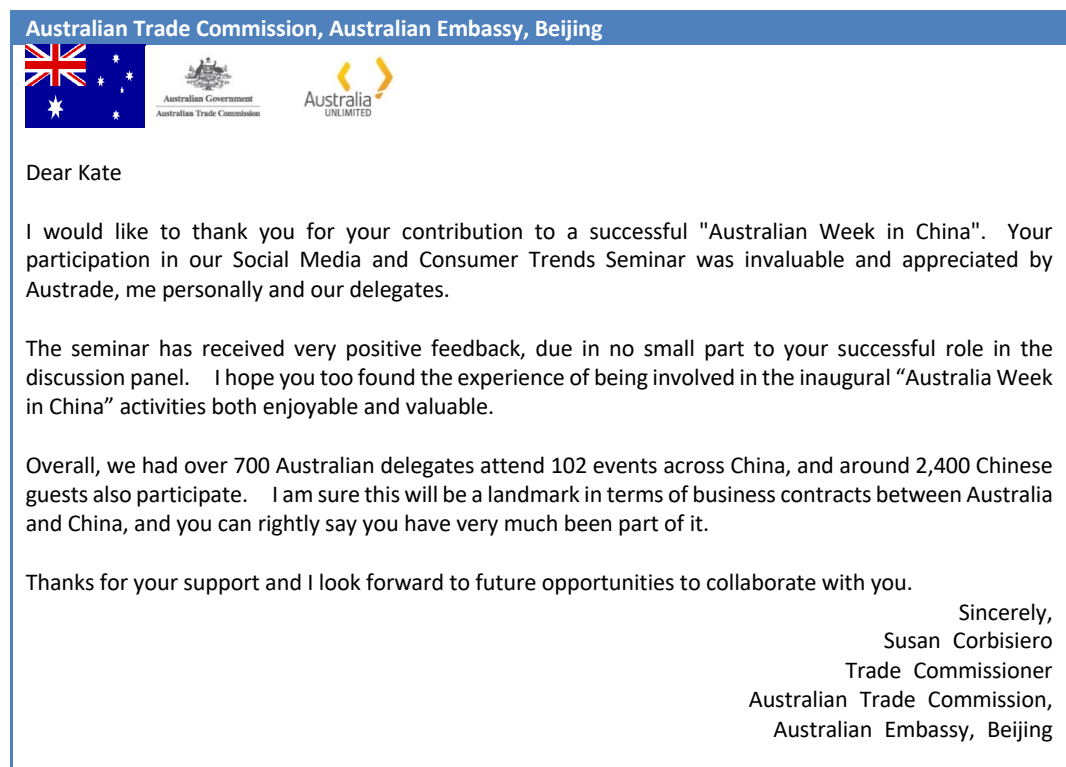 Australian Trade Commission, Australian Embassy, Beijing
Australian Government
Australian Trade Commission
Australia
UNLIMITED
Dear Kate
I would like to thank you for your contribution to a successful "Australian Week in China". Your
participation in our Social Media and Consumer Trends Seminar was invaluable and appreciated by
Austrade, me personally and our delegates.
The seminar has received very positive feedback, due in no small part to your successful role in the
discussion panel. I hope you too found the experience of being involved in the inaugural “Australia Week
in China” activities both enjoyable and valuable.
Overall, we had over 700 Australian delegates attend 102 events across China, and around 2,400 Chinese
guests also participate. I am sure this will be a landmark in terms of business contracts between Australia
and China, and you can rightly say you have very much been part of it.
Thanks for your support and I look forward to future opportunities to collaborate with you.
Sincerely,
Susan Corbisiero
Trade Commissioner
Australian Trade Commission,
Australian Embassy, Beijing